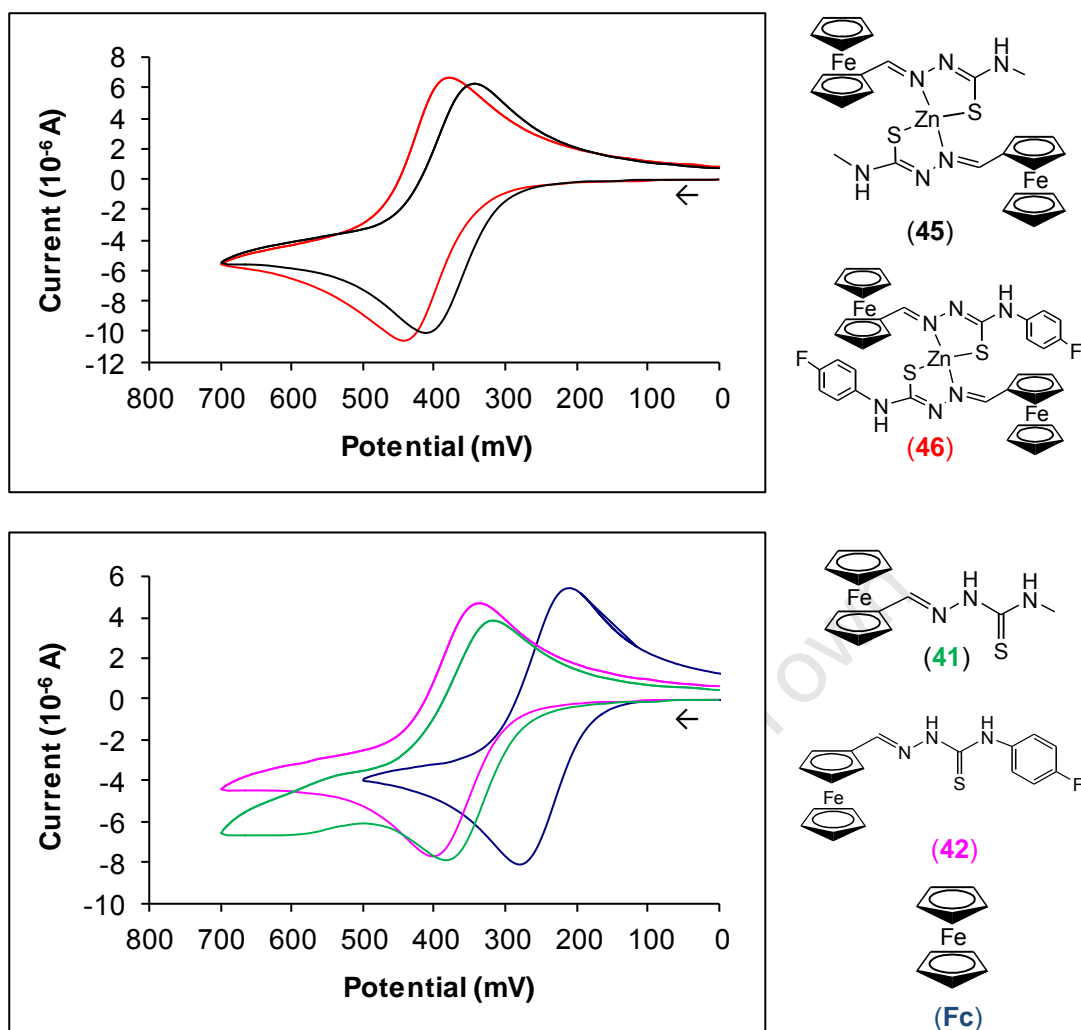 8
6
4
2
0
-2
-4
-6
-8
-10
-12
Current (10⁻⁶ A)
800 700 600 500 400 300 200 100 0
Potential (mV)
Fe
N N
H
N
N S
Zn
S N
N N
H
Fe
(45)
Fe
N N
H
N
N S
F
F
Zn
S N
N N
H
Fe
(46)
6
4
2
0
-2
-4
-6
-8
-10
Current (10⁻⁶ A)
800 700 600 500 400 300 200 100 0
Potential (mV)
Fe
H H
N N
N
S
(41)
H H
N N
N
S
F
Fe
(42)
Fe
(Fc)